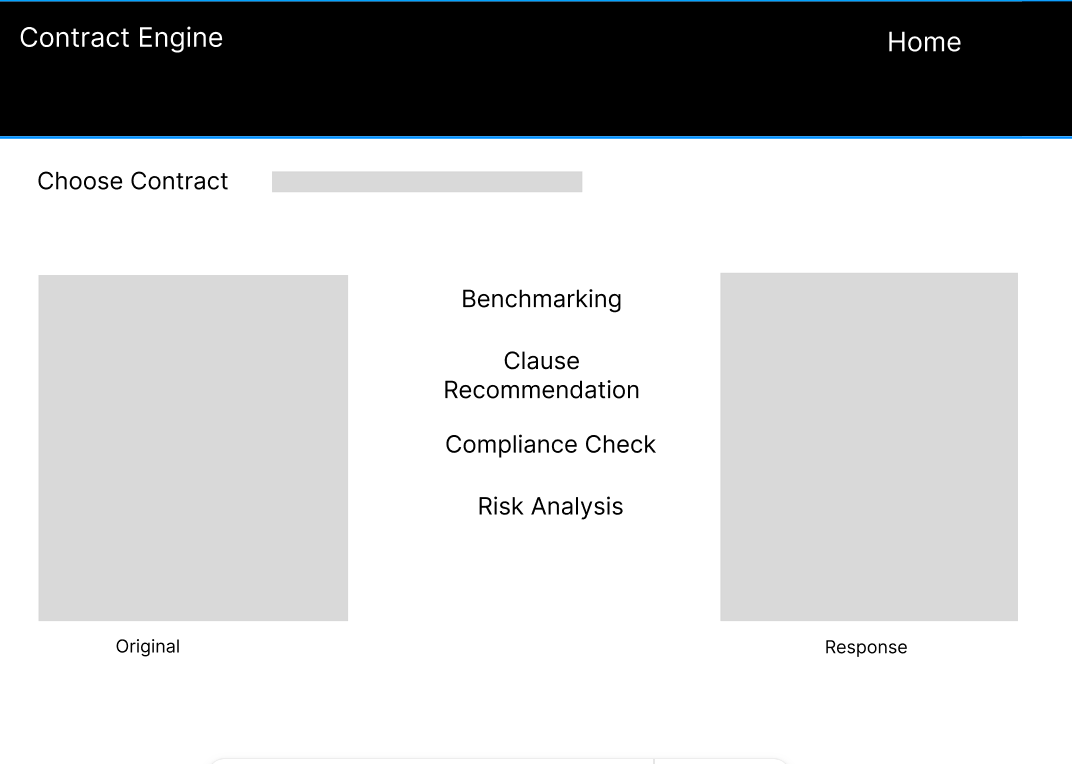 Contract Engine
Home
Choose Contract
Benchmarking
Clause
Recommendation
Compliance Check
Risk Analysis
Original
Response